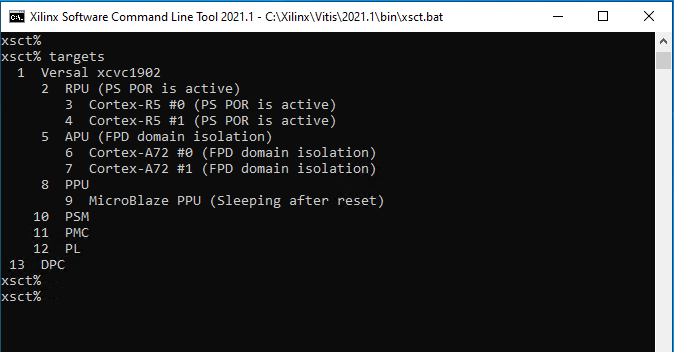 Xilinx Software Command Line Tool 2021.1 - C:\Xilinx\Vitis\2021.1\bin\xsct.bat
xsct%
xsct% targets
  1  Versal xcvc1902
     2  RPU (PS POR is active)
        3  Cortex-R5 #0 (PS POR is active)
        4  Cortex-R5 #1 (PS POR is active)
     5  APU (FPD domain isolation)
        6  Cortex-A72 #0 (FPD domain isolation)
        7  Cortex-A72 #1 (FPD domain isolation)
     8  PPU
        9  MicroBlaze PPU (Sleeping after reset)
    10  PSM
    11  PMC
    12  PL
 13  DPC
xsct%
xsct%